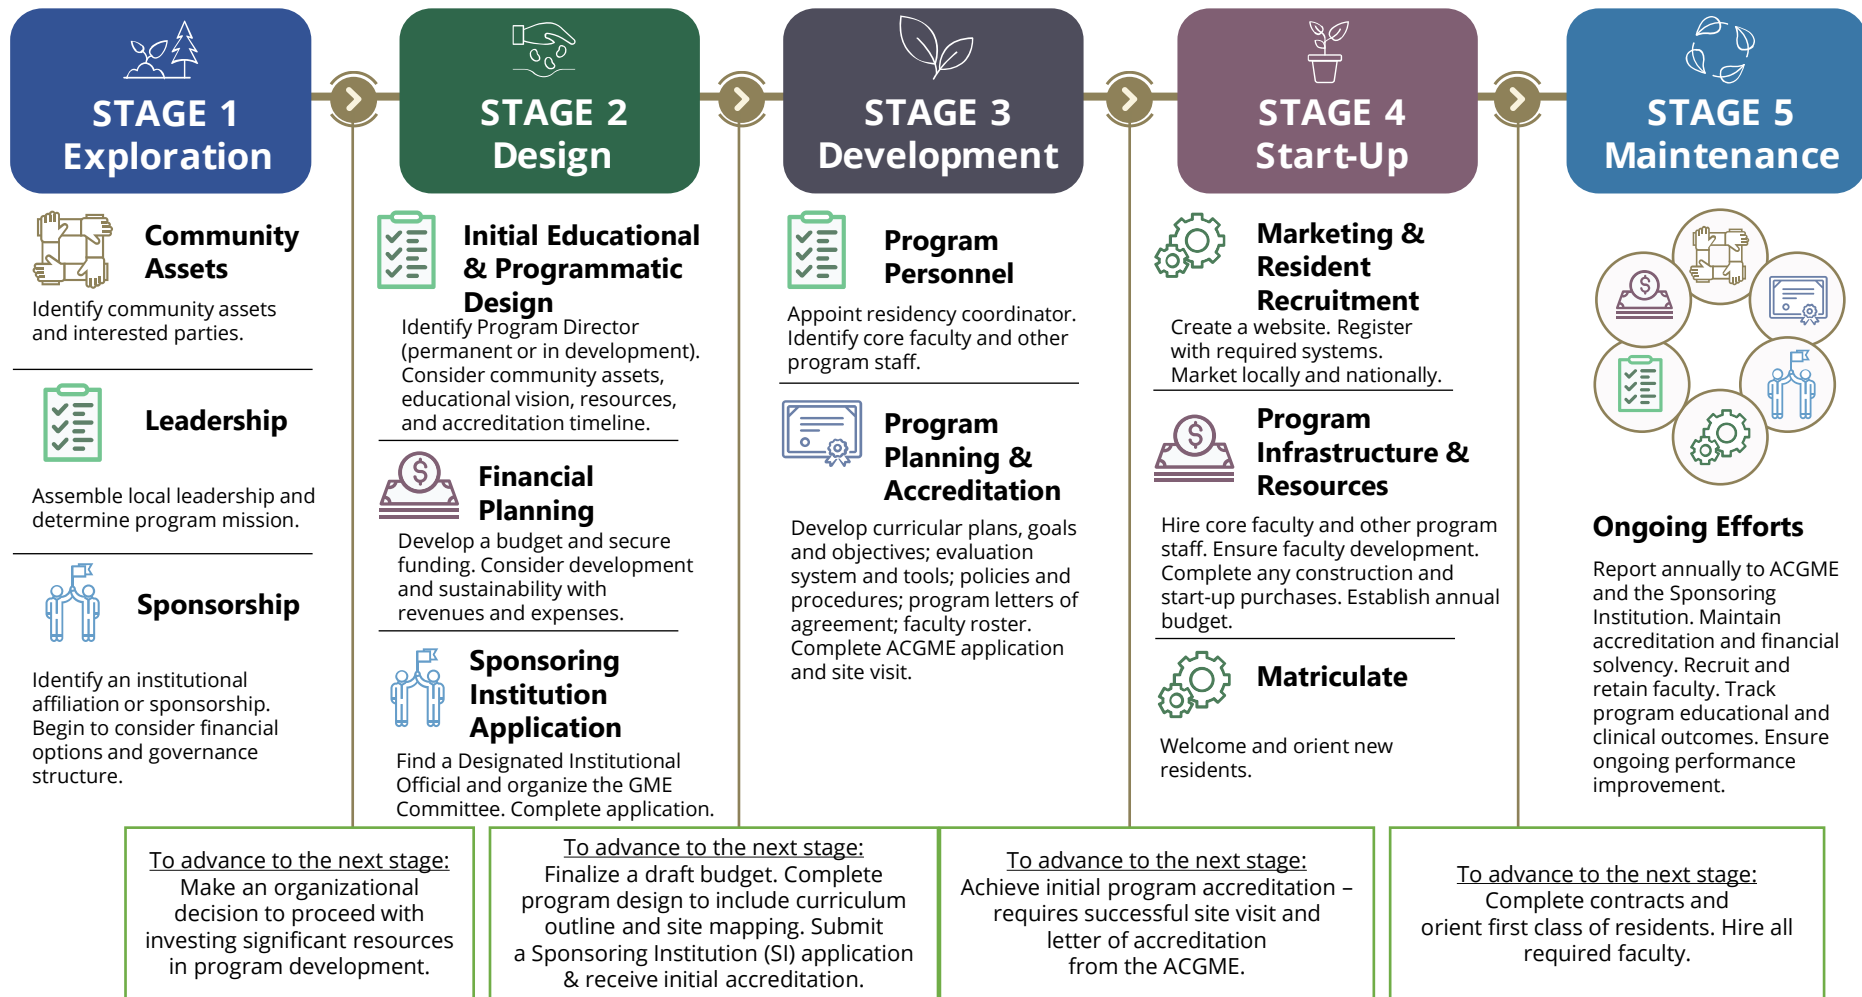 STAGE 1
Exploration
Community
Assets
Identify community assets
and interested parties.
Leadership
Assemble local leadership and
determine program mission.
Sponsorship
Identify an institutional
affiliation or sponsorship.
Begin to consider financial
options and governance
structure.
To advance to the next stage:
Make an organizational
decision to proceed with
investing significant resources
in program development.
STAGE 2
Design
Initial Educational
& Programmatic
Design
Identify Program Director
(permanent or in development).
Consider community assets,
educational vision, resources,
and accreditation timeline.
$
Financial
Planning
Develop a budget and secure
funding. Consider development
and sustainability with
revenues and expenses.
Sponsoring
Institution
Application
Find a Designated Institutional
Official and organize the GME
Committee. Complete application.
To advance to the next stage:
Finalize a draft budget. Complete
program design to include curriculum
outline and site mapping. Submit
a Sponsoring Institution (SI) application
& receive initial accreditation.
STAGE 3
Development
Program
Personnel
Appoint residency coordinator.
Identify core faculty and other
program staff.
Program
Planning &
Accreditation
Develop curricular plans, goals
and objectives; evaluation
system and tools; policies and
procedures; program letters of
agreement; faculty roster.
Complete ACGME application
and site visit.
To advance to the next stage:
Achieve initial program accreditation –
requires successful site visit and
letter of accreditation
from the ACGME.
STAGE 4
Start-Up
Marketing &
Resident
Recruitment
Create a website. Register
with required systems.
Market locally and nationally.
$
Program
Infrastructure &
Resources
Hire core faculty and other program
staff. Ensure faculty development.
Complete any construction and
start-up purchases. Establish annual
budget.
Matriculate
Welcome and orient new
residents.
To advance to the next stage:
Complete contracts and
orient first class of residents. Hire all
required faculty.
STAGE 5
Maintenance
$
Ongoing Efforts
Report annually to ACGME
and the Sponsoring
Institution. Maintain
accreditation and financial
solvency. Recruit and
retain faculty. Track
program educational and
clinical outcomes. Ensure
ongoing performance
improvement.